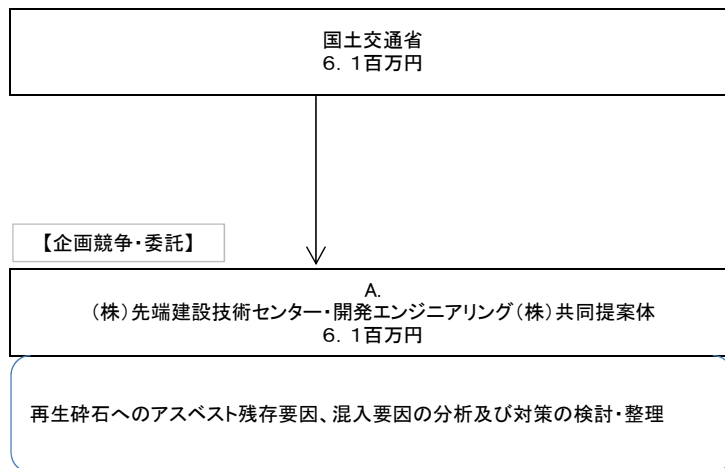 国土交通省
6．1百万円
【企画競争・委託】
A.
（株）先端建設技術センター・開発エンジニアリング（株）共同提案体
6．1百万円
再生砕石へのアスベスト残存要因、混入要因の分析及び対策の検討・整理